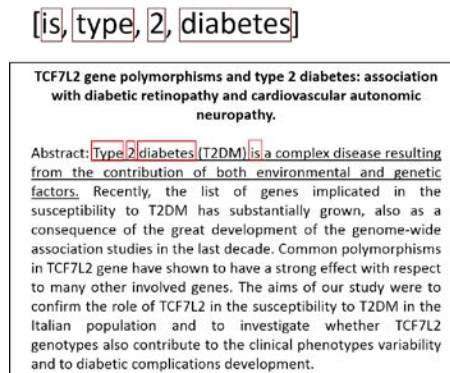 [is, type, 2, diabetes]
TCF7L2 gene polymorphisms and type 2 diabetes: association
with diabetic retinopathy and cardiovascular autonomic
neuropathy.
Abstract: Type 2 diabetes (T2DM) is a complex disease resulting
from the contribution of both environmental and genetic
factors. Recently, the list of genes implicated in the
susceptibility to T2DM has substantially grown, also as a
consequence of the great development of the genome-wide
association studies in the last decade. Common polymorphisms
in TCF7L2 gene have shown to have a strong effect with respect
to many other involved genes. The aims of our study were to
confirm the role of TCF7L2 in the susceptibility to T2DM in the
Italian population and to investigate whether TCF7L2
genotypes also contribute to the clinical phenotypes variability
and to diabetic complications development.